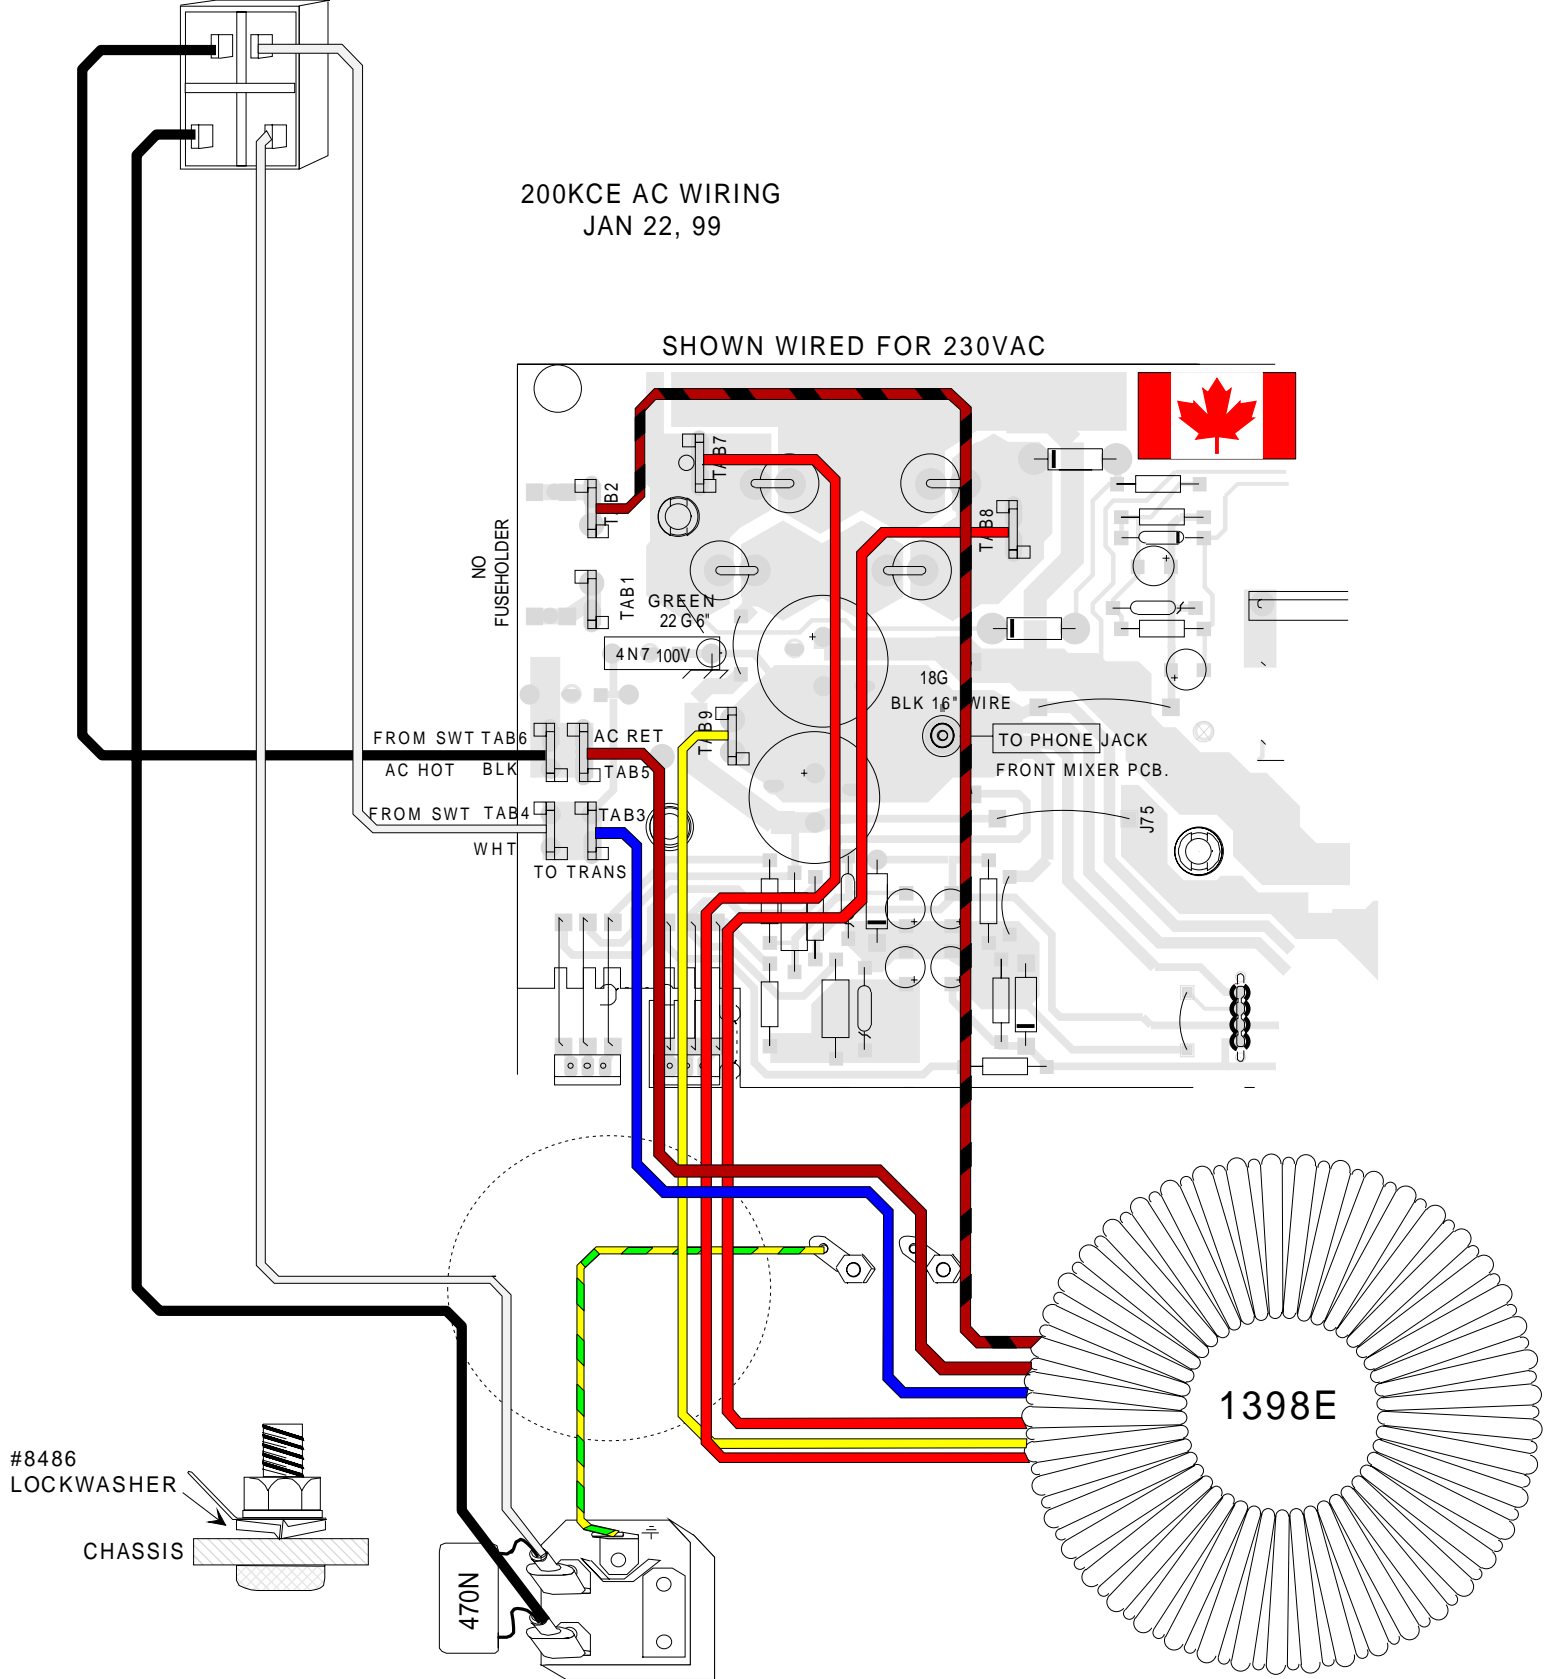 200KCE AC WIRING
JAN 22, 99
SHOWN WIRED FOR 230VAC
TAB7
TAB2
TAB8
NO
FUSEHOLDER
TAB1
GREEN
22 G 6"
4N7 100V
18G
BLK 16" WIRE
TAB9
FROM SWT TAB6
AC RET
TO PHONE JACK
AC HOT BLK
TAB5
FRONT MIXER PCB.
FROM SWT TAB4
TAB3
J75
WHT
TO TRANS
1398E
#8486
LOCKWASHER
CHASSIS
470N